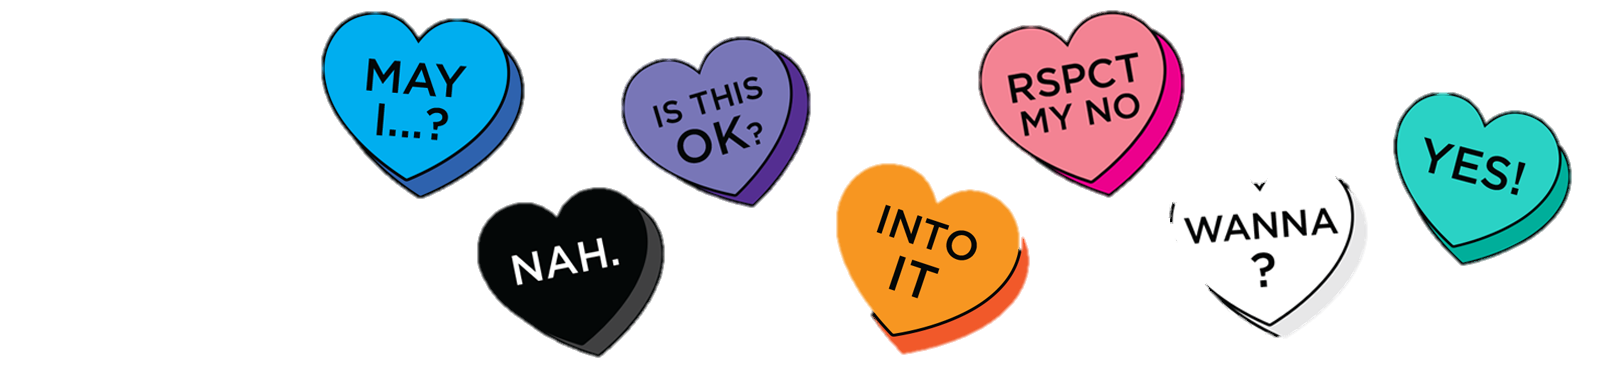 MAY
I...?
NAH.
IS THIS
OK?
INTO
IT
RSPCT
MY NO
WANNA
?
YES!